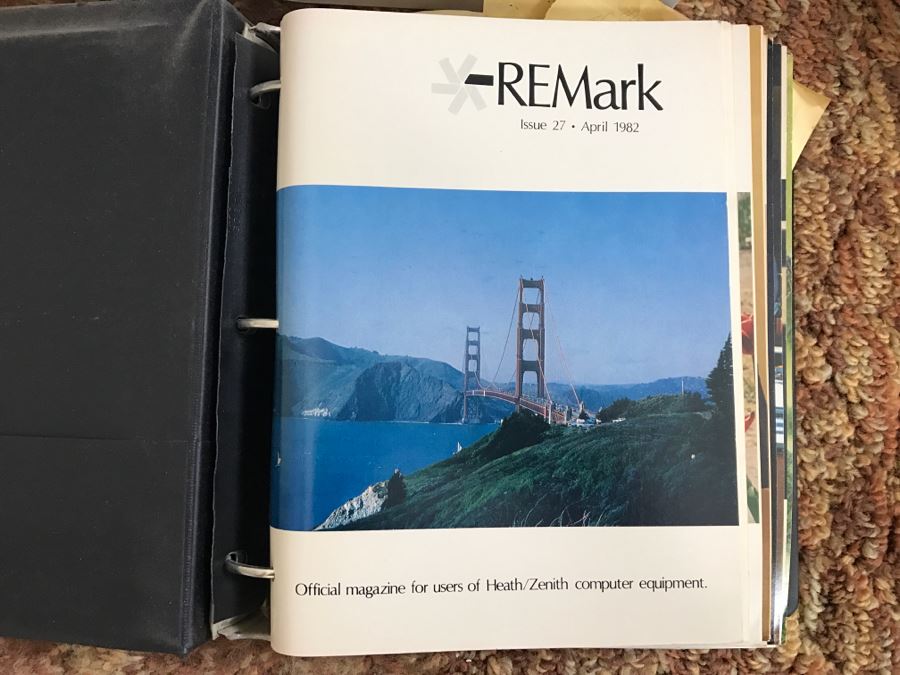 REMark
Issue 27 • April 1982
Official magazine for users of Heath/Zenith computer equipment.